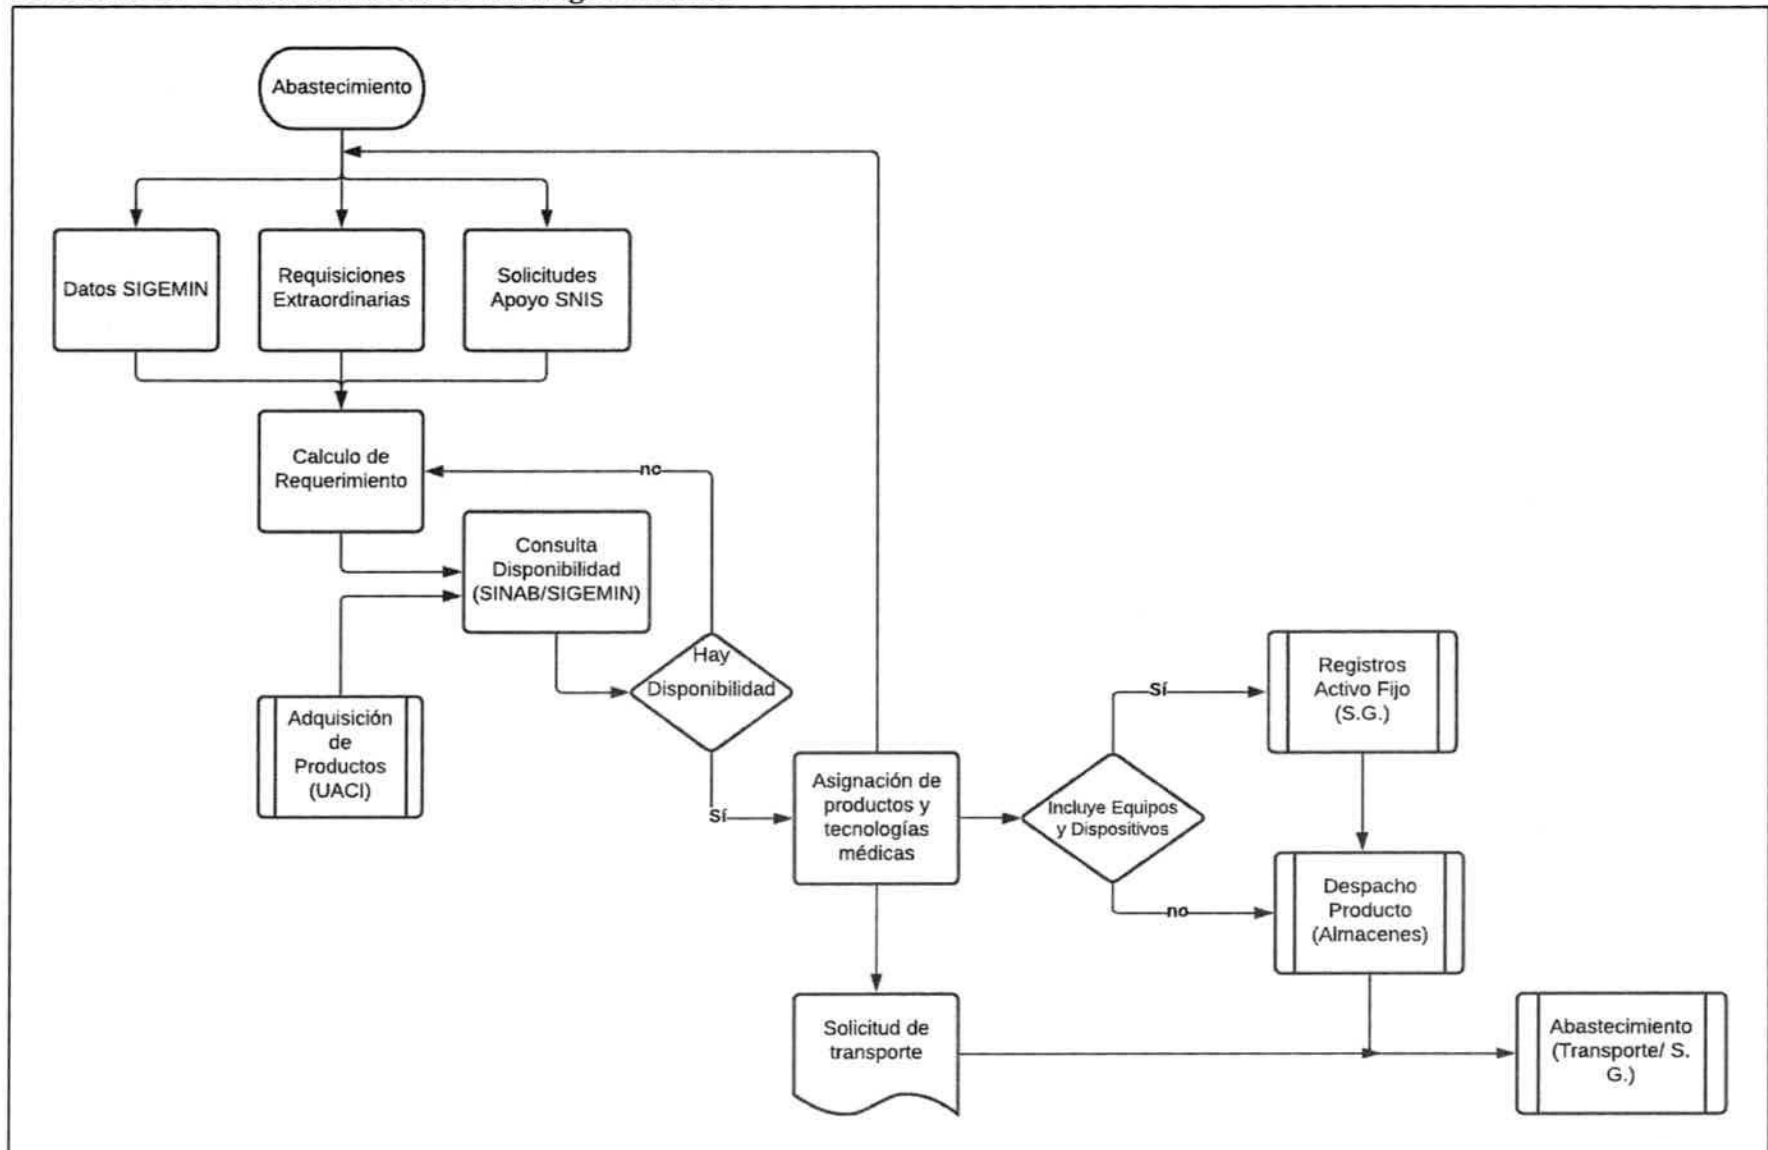 Abastecimiento
Datos SIGEMIN
Requisiciones
Extraordinarias
Solicitudes
Apoyo SNIS
Calculo de
Requerimiento
no
Consulta
Disponibilidad
(SINAB/SIGEMIN)
Hay
Disponibilidad
Adquisición
de
Productos
(UACI)
Sí
Asignación de
productos y
tecnologías
médicas
Incluye Equipos
y Dispositivos
Sí
Registros
Activo Fijo
(S.G.)
no
Despacho
Producto
(Almacenes)
Solicitud de
transporte
Abastecimiento
(Transporte/ S.
G.)